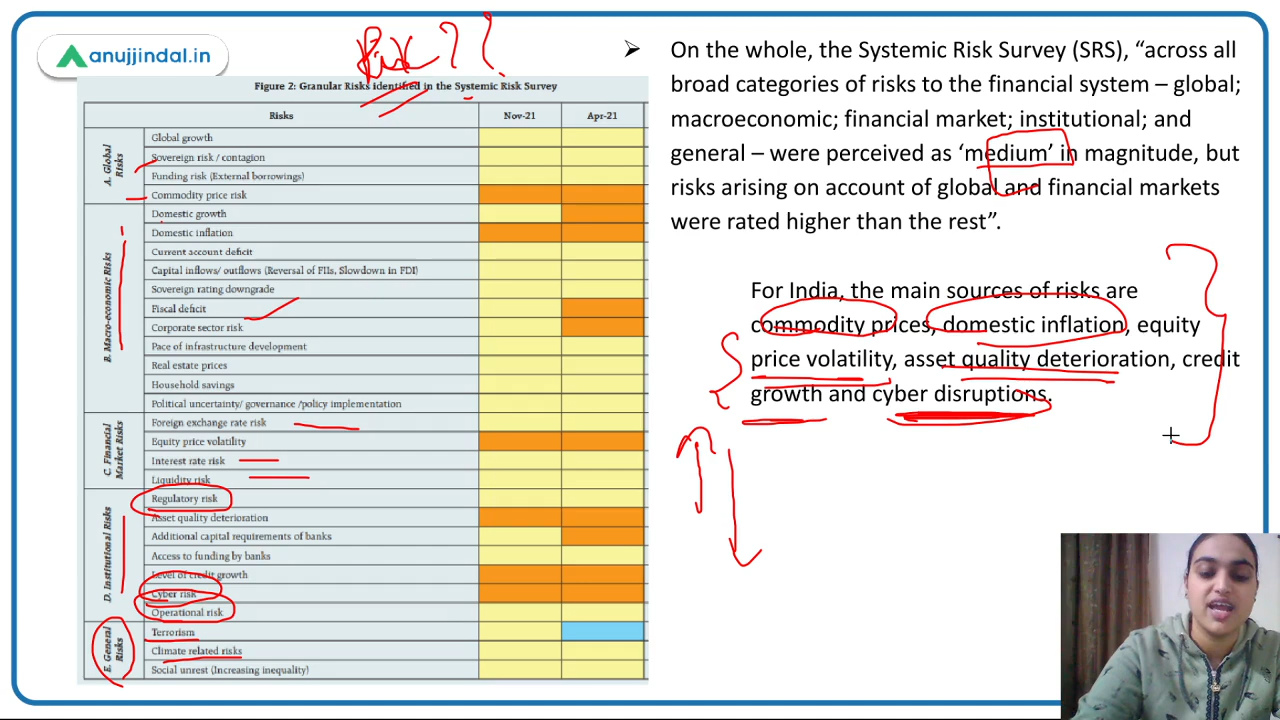 anujjindal.in
Risk ??
Figure 2: Granular Risks identified in the Systemic Risk Survey
Risks Nov-21 Apr-21
A. Global Risks
Global growth
Sovereign risk / contagion
Funding risk (External borrowings)
Commodity price risk
B. Macro-economic Risks
Domestic growth
Domestic inflation
Current account deficit
Capital inflows/ outflows (Reversal of FIIs, Slowdown in FDI)
Sovereign rating downgrade
Fiscal deficit
Corporate sector risk
Pace of infrastructure development
Real estate prices
Household savings
Political uncertainty/ governance /policy implementation
C. Financial Market Risks
Foreign exchange rate risk
Equity price volatility
Interest rate risk
Liquidity risk
D. Institutional Risks
Regulatory risk
Asset quality deterioration
Additional capital requirements of banks
Access to funding by banks
Level of credit growth
Cyber risk
Operational risk
E. General Risks
Terrorism
Climate related risks
Social unrest (Increasing inequality)
On the whole, the Systemic Risk Survey (SRS), “across all
broad categories of risks to the financial system – global;
macroeconomic; financial market; institutional; and
general – were perceived as ‘medium’ in magnitude, but
risks arising on account of global and financial markets
were rated higher than the rest”.
For India, the main sources of risks are
commodity prices, domestic inflation, equity
price volatility, asset quality deterioration, credit
growth and cyber disruptions.